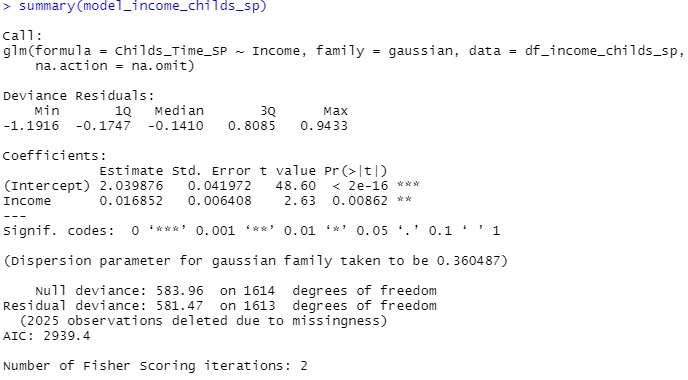 > summary(model_income_childs_sp)
Call:
glm(formula = Childs_Time_SP ~ Income, family = gaussian, data = df_income_childs_sp,
    na.action = na.omit)
Deviance Residuals:
    Min       1Q   Median       3Q      Max
-1.1916  -0.1747  -0.1410   0.8085   0.9433
Coefficients:
            Estimate Std. Error t value Pr(>|t|)
(Intercept) 2.039876   0.041972   48.60  < 2e-16 ***
Income      0.016852   0.006408    2.63  0.00862 **
---
Signif. codes:  0 ‘***’ 0.001 ‘**’ 0.01 ‘*’ 0.05 ‘.’ 0.1 ‘ ’ 1
(Dispersion parameter for gaussian family taken to be 0.360487)
    Null deviance: 583.96  on 1614  degrees of freedom
Residual deviance: 581.47  on 1613  degrees of freedom
  (2025 observations deleted due to missingness)
AIC: 2939.4
Number of Fisher Scoring iterations: 2